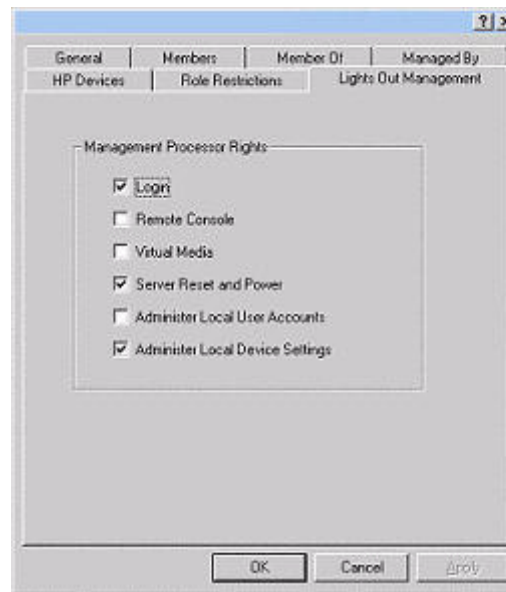 General Members Member Of Managed By
HP Devices Role Restrictions Lights Out Management
Management Processor Rights
Login
Remote Console
Virtual Media
Server Reset and Power
Administer Local User Accounts
Administer Local Device Settings
OK Cancel Apply